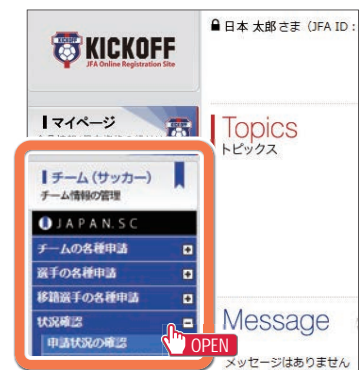 KICKOFF
JFA Online Registration Site
日本 太郎さま (JFA ID :
マイページ
Topics
トピックス
チーム (サッカー)
チーム情報の管理
JAPAN.SC
チームの各種申請
選手の各種申請
移籍選手の各種申請
状況確認
申請状況の確認
OPEN
Message
メッセージはありません